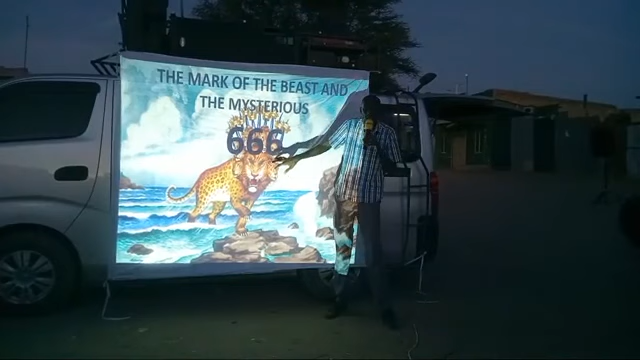 THE MARK OF THE BEAST AND
THE MYSTERIOUS
666